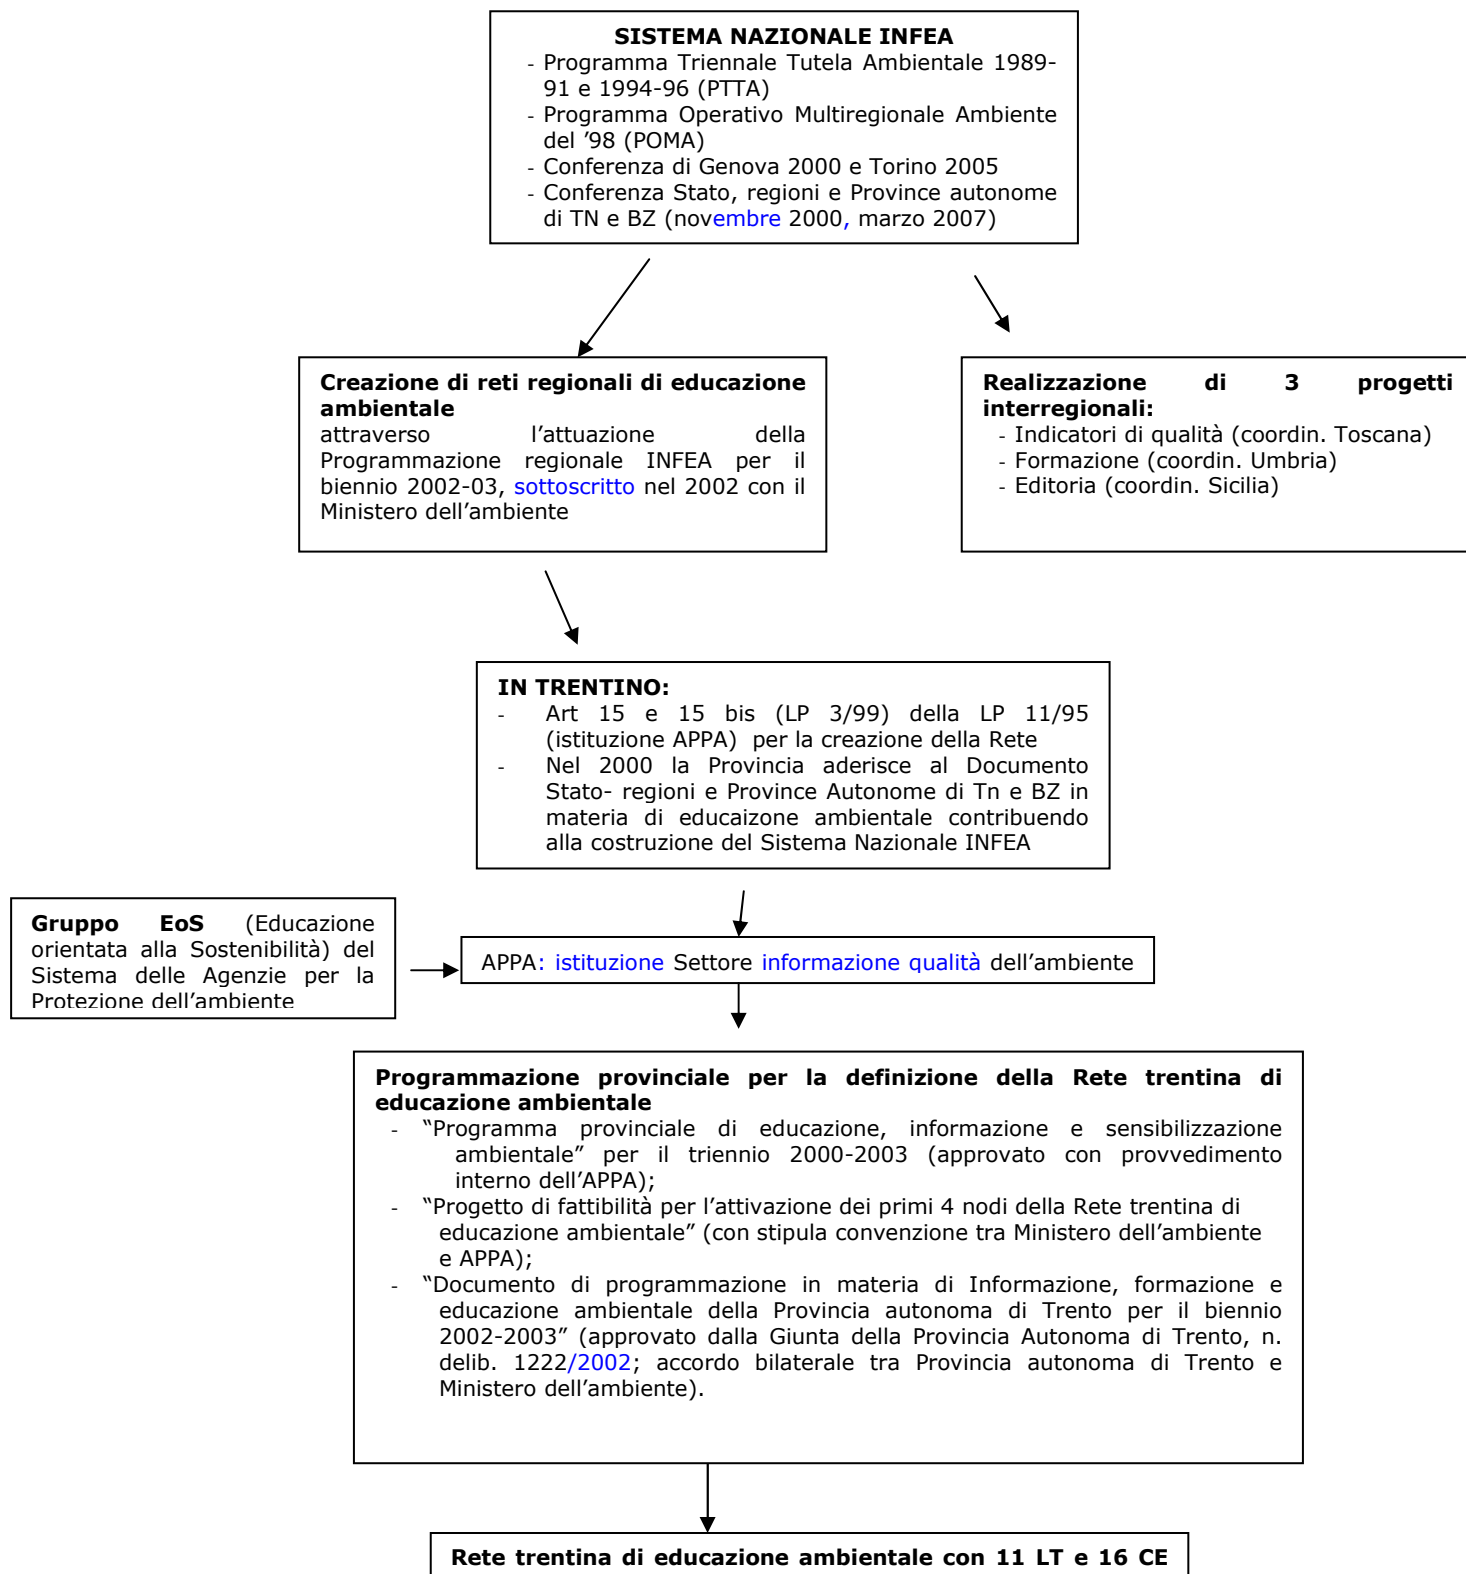 SISTEMA NAZIONALE INFEA
- Programma Triennale Tutela Ambientale 1989-
91 e 1994-96 (PTTA)
- Programma Operativo Multiregionale Ambiente
del '98 (POMA)
- Conferenza di Genova 2000 e Torino 2005
- Conferenza Stato, regioni e Province autonome
di TN e BZ (novembre 2000, marzo 2007)
Creazione di reti regionali di educazione
ambientale
attraverso l'attuazione della
Programmazione regionale INFEA per il
biennio 2002-03, sottoscritto nel 2002 con il
Ministero dell'ambiente
Realizzazione di 3 progetti
interregionali:
- Indicatori di qualità (coordin. Toscana)
- Formazione (coordin. Umbria)
- Editoria (coordin. Sicilia)
IN TRENTINO:
- Art 15 e 15 bis (LP 3/99) della LP 11/95
(istituzione APPA) per la creazione della Rete
- Nel 2000 la Provincia aderisce al Documento
Stato- regioni e Province Autonome di Tn e BZ in
materia di educaizone ambientale contribuendo
alla costruzione del Sistema Nazionale INFEA
Gruppo EoS (Educazione
orientata alla Sostenibilità) del
Sistema delle Agenzie per la
Protezione dell'ambiente
APPA: istituzione Settore informazione qualità dell'ambiente
Programmazione provinciale per la definizione della Rete trentina di
educazione ambientale
- "Programma provinciale di educazione, informazione e sensibilizzazione
ambientale" per il triennio 2000-2003 (approvato con provvedimento
interno dell'APPA);
- "Progetto di fattibilità per l'attivazione dei primi 4 nodi della Rete trentina di
educazione ambientale" (con stipula convenzione tra Ministero dell'ambiente
e APPA);
- "Documento di programmazione in materia di Informazione, formazione e
educazione ambientale della Provincia autonoma di Trento per il biennio
2002-2003" (approvato dalla Giunta della Provincia Autonoma di Trento, n.
delib. 1222/2002; accordo bilaterale tra Provincia autonoma di Trento e
Ministero dell'ambiente).
Rete trentina di educazione ambientale con 11 LT e 16 CE